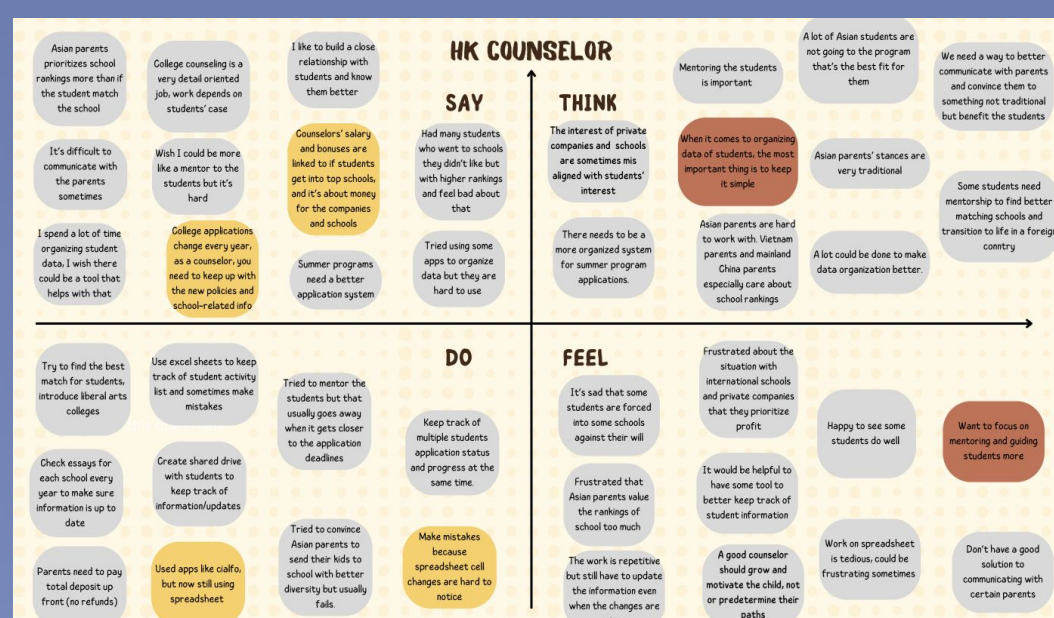 HK COUNSELOR
SAY
Asian parents
prioritizes school
rankings more than if
the student match
the school
College counseling is a
very detail oriented
job, work depends on
students' case
I like to build a close
relationship with
students and know
them better
It's difficult to
communicate with
the parents
sometimes
Wish I could be more
like a mentor to the
students but it's
hard
Counselors' salary
and bonuses are
linked to if students
get into top schools,
and it's about money
for the companies
and schools
Had many students
who went to schools
they didn't like but
with higher rankings
and feel bad about
that
I spend a lot of time
organizing student
data, I wish there
could be a tool that
helps with that
College applications
change every year,
as a counselor, you
need to keep up with
the new policies and
school-related info
Summer programs
need a better
application system
Tried using some
apps to organize
data but they are
hard to use
THINK
Mentoring the students
is important
A lot of Asian students are
not going to the program
that's the best fit for
them
We need a way to better
communicate with parents
and convince them to
something not traditional
but benefit the students
The interest of private
companies and schools
are sometimes mis
aligned with students'
interest
When it comes to organizing
data of students, the most
important thing is to keep
it simple
Asian parents' stances are
very traditional
Some students need
mentorship to find better
matching schools and
transition to life in a foreign
conntry
There needs to be a
more organized system
for summer program
applications.
Asian parents are hard
to work with. Vietnam
parents and mainland
China parents
especially care about
school rankings
A lot could be done to make
data organization better.
DO
Try to find the best
match for students,
introduce liberal arts
colleges
Use excel sheets to keep
track of student activity
list and sometimes make
mistakes
Tried to mentor the
students but that
usually goes away
when it gets closer
to the application
deadlines
Keep track of
multiple students
application status
and progress at the
same time.
Check essays for
each school every
year to make sure
information is up to
date
Create shared drive
with students to
keep track of
information/updates
Tried to convince
Asian parents to
send their kids to
school with better
diversity but usually
fails.
Make mistakes
because
spreadsheet cell
changes are hard to
notice
Parents need to pay
total deposit up
front (no refunds)
Used apps like cialfo,
but now still using
spreadsheet
FEEL
It's sad that some
students are forced
into some schools
against their will
Frustrated about the
situation with
international schools
and private companies
that they prioritize
profit
Happy to see some
students do well
Want to focus on
mentoring and guiding
students more
Frustrated that
Asian parents value
the rankings of
school too much
It would be helpful to
have some tool to
better keep track of
student information
The work is repetitive
but still have to update
the information even
when the changes are
A good counselor
should grow and
motivate the child, not
or predetermine their
paths
Work on spreadsheet
is tedious, could be
frustrating sometimes
Don't have a good
solution to
communicating with
certain parents